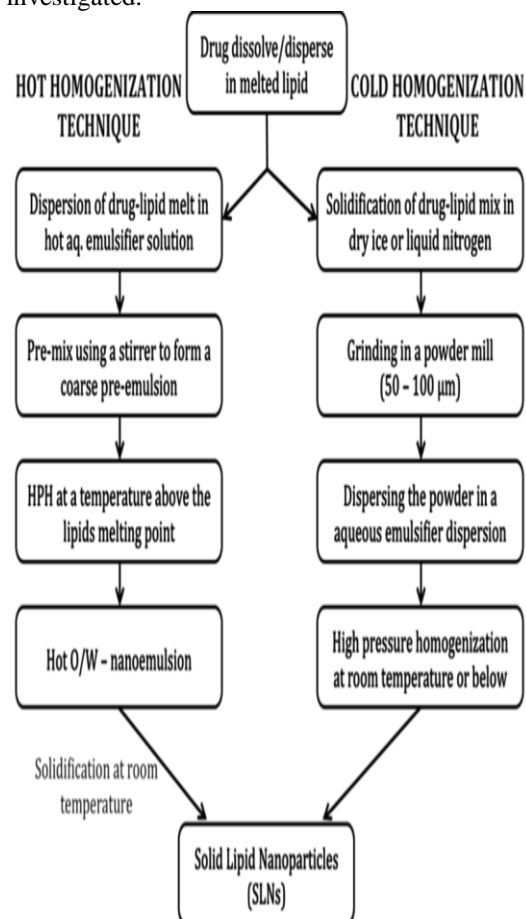 investigated.
Drug dissolve/disperse
in melted lipid
HOT HOMOGENIZATION
TECHNIQUE
COLD HOMOGENIZATION
TECHNIQUE
Dispersion of drug-lipid melt in
hot aq. emulsifier solution
Pre-mix using a stirrer to form a
coarse pre-emulsion
HPH at a temperature above the
lipids melting point
Hot O/W – nanoemulsion
Solidification at room
temperature
Solidification of drug-lipid mix in
dry ice or liquid nitrogen
Grinding in a powder mill
(50 – 100 µm)
Dispersing the powder in a
aqueous emulsifier dispersion
High pressure homogenization
at room temperature or below
Solid Lipid Nanoparticles
(SLNs)